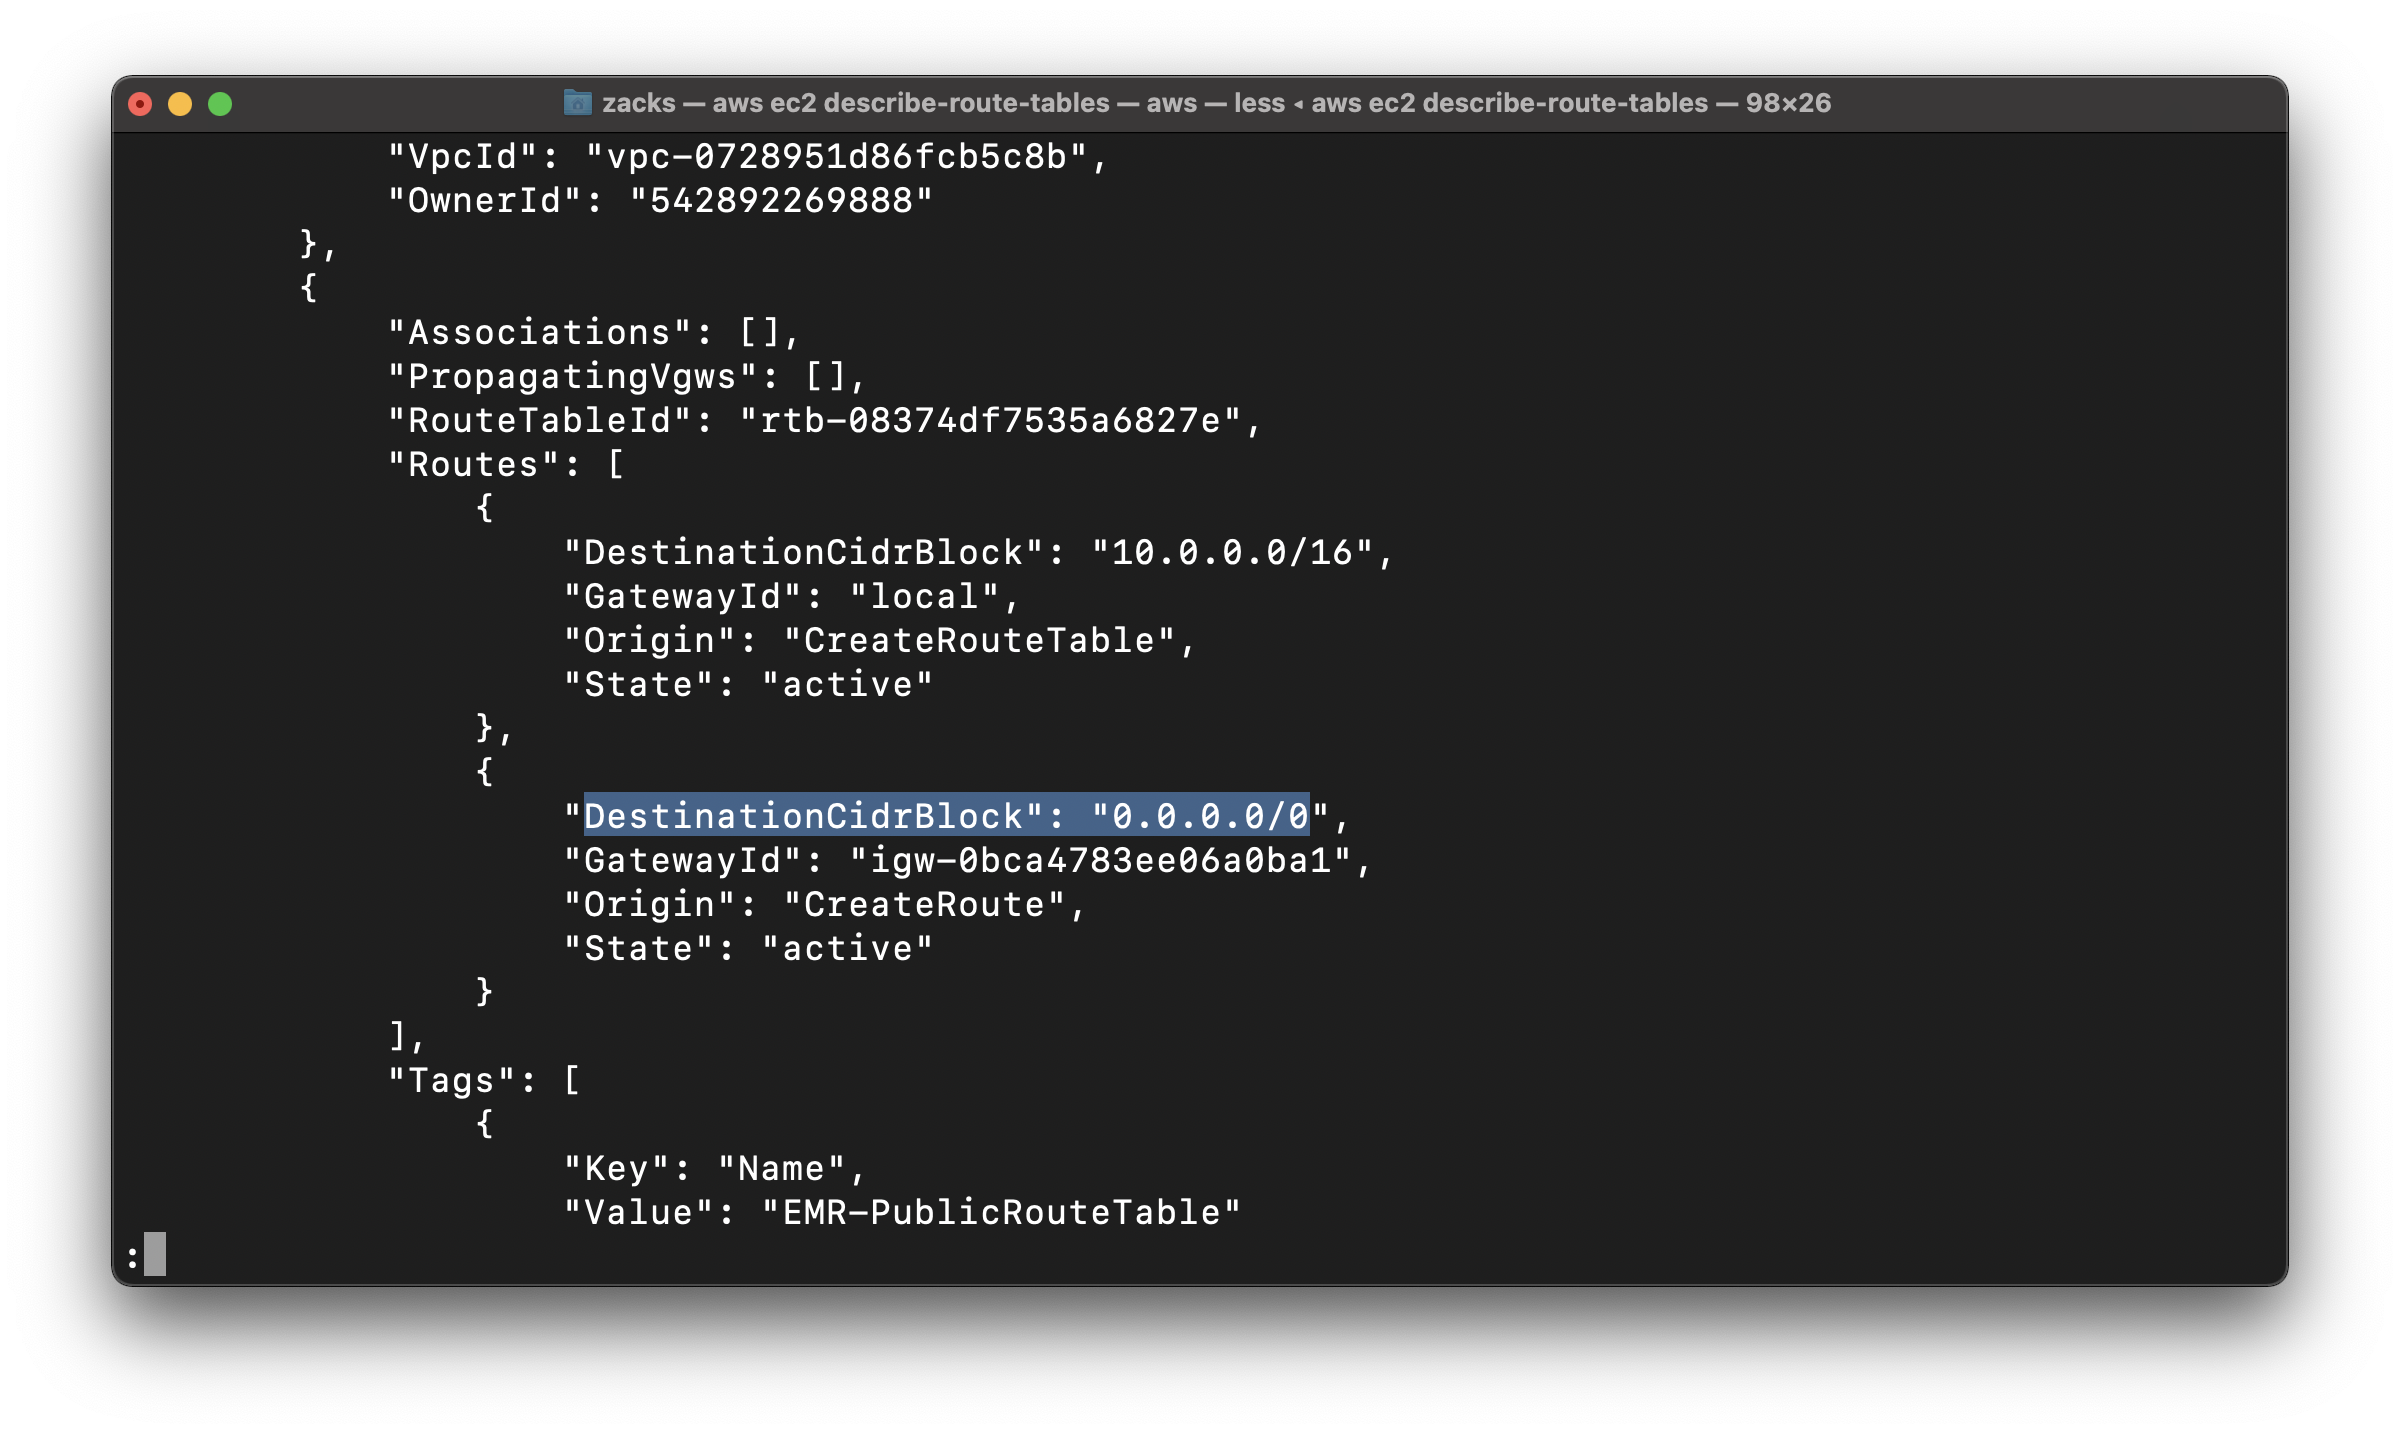 zacks — aws ec2 describe-route-tables — aws — less ◂ aws ec2 describe-route-tables — 98×26
"VpcId": "vpc-0728951d86fcb5c8b",
"OwnerId": "542892269888"
},
{
"Associations": [],
"PropagatingVgws": [],
"RouteTableId": "rtb-08374df7535a6827e",
"Routes": [
{
"DestinationCidrBlock": "10.0.0.0/16",
"GatewayId": "local",
"Origin": "CreateRouteTable",
"State": "active"
},
{
"DestinationCidrBlock": "0.0.0.0/0",
"GatewayId": "igw-0bca4783ee06a0ba1",
"Origin": "CreateRoute",
"State": "active"
}
],
"Tags": [
{
"Key": "Name",
"Value": "EMR-PublicRouteTable"
: